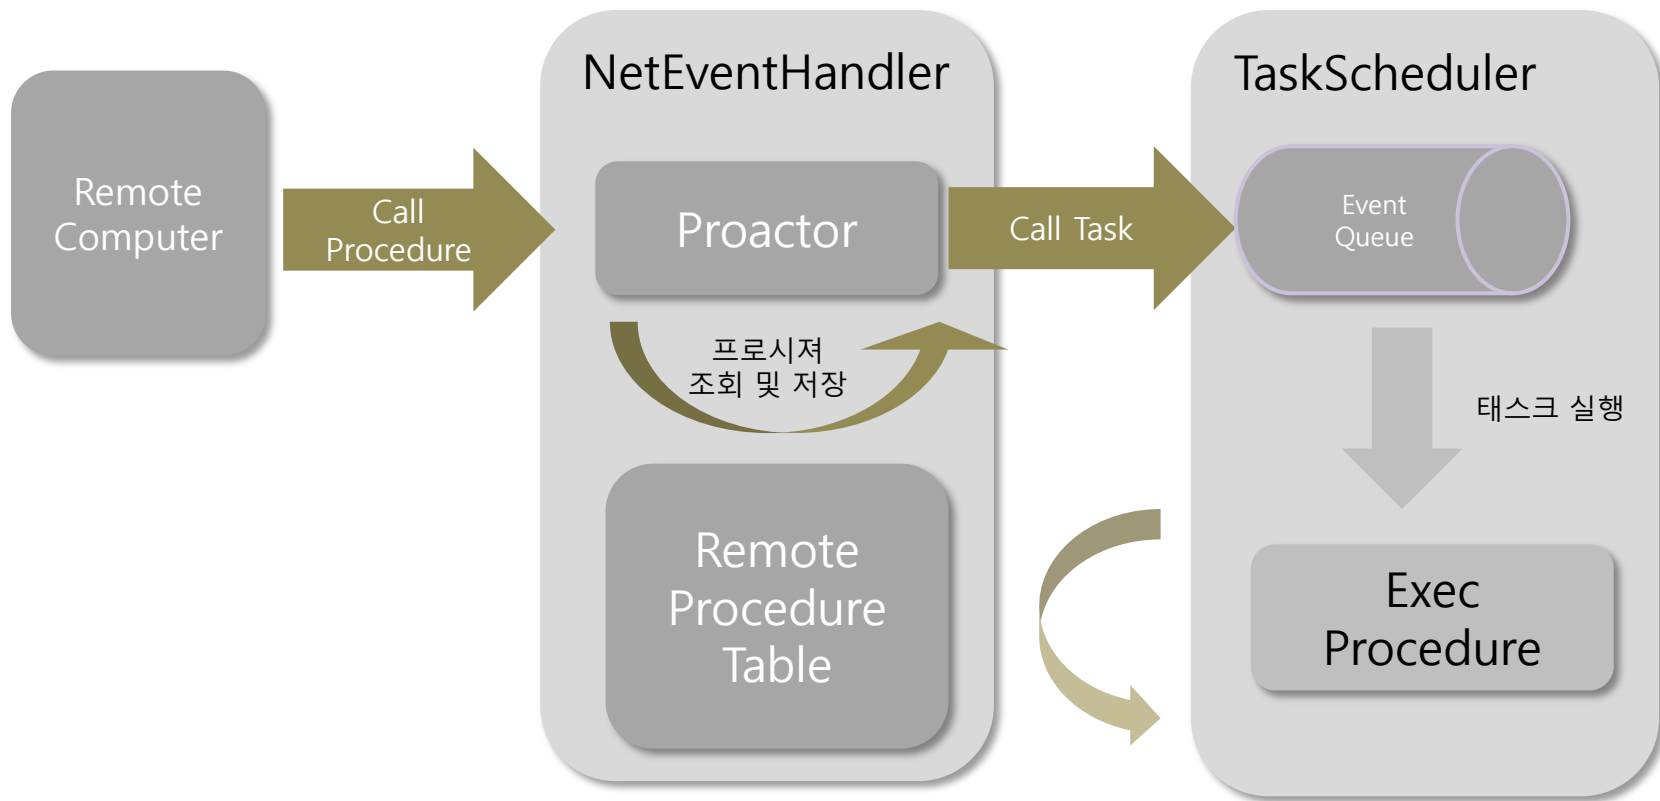 NetEventHandler
TaskScheduler
Remote
Computer
Call
Procedure
Proactor
Call Task
Event
Queue
프로시져
조회 및 저장
태스크 실행
Remote
Procedure
Table
Exec
Procedure